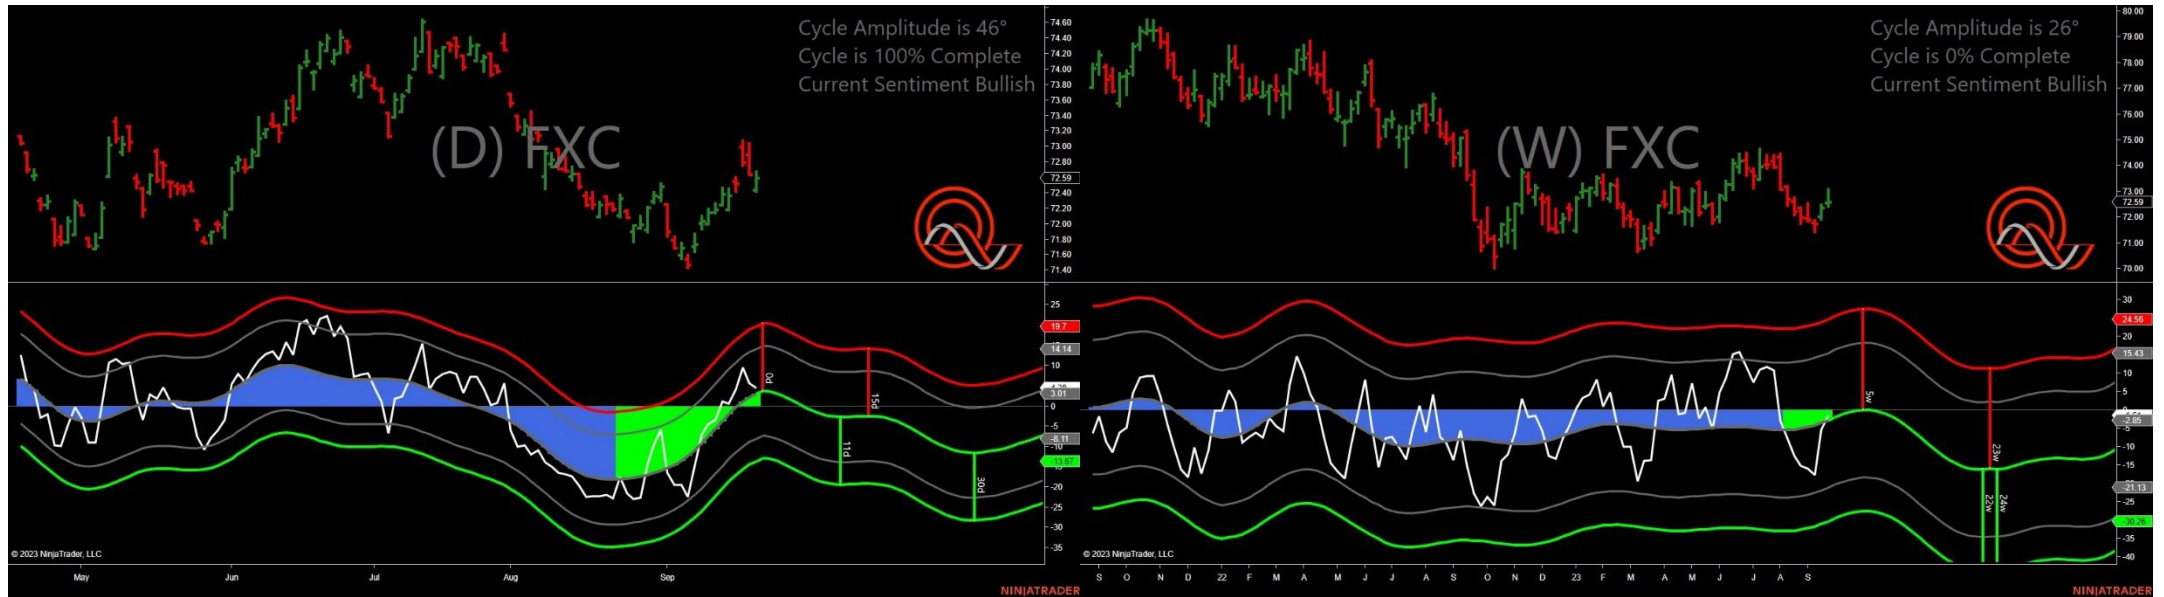 Cycle Amplitude is 46°
Cycle is 100% Complete
Current Sentiment Bullish
(D) FXC
74.60
74.40
74.20
74.00
73.80
73.60
73.40
73.20
73.00
72.80
72.59
72.40
72.20
72.00
71.80
71.60
71.40
25
19.7
14.14
10
5
3.01
0
-5
-8.11
-10
-13.67
-20
-25
-30
-35
0d
15d
11d
30d
© 2023 NinjaTrader, LLC
May Jun Jul Aug Sep
NINJATRADER
Cycle Amplitude is 26°
Cycle is 0% Complete
Current Sentiment Bullish
(W) FXC
80.00
79.00
78.00
77.00
76.00
75.00
74.00
73.00
72.59
72.00
71.00
70.00
30
24.56
20
15.43
10
5
-2.85
-5
-10
-15
-21.13
-25
-30.26
-35
-40
5w
23w
22w
24w
© 2023 NinjaTrader, LLC
S O N D 22 F M A M J J A S O N D 23 F M A M J J A S
NINJATRADER